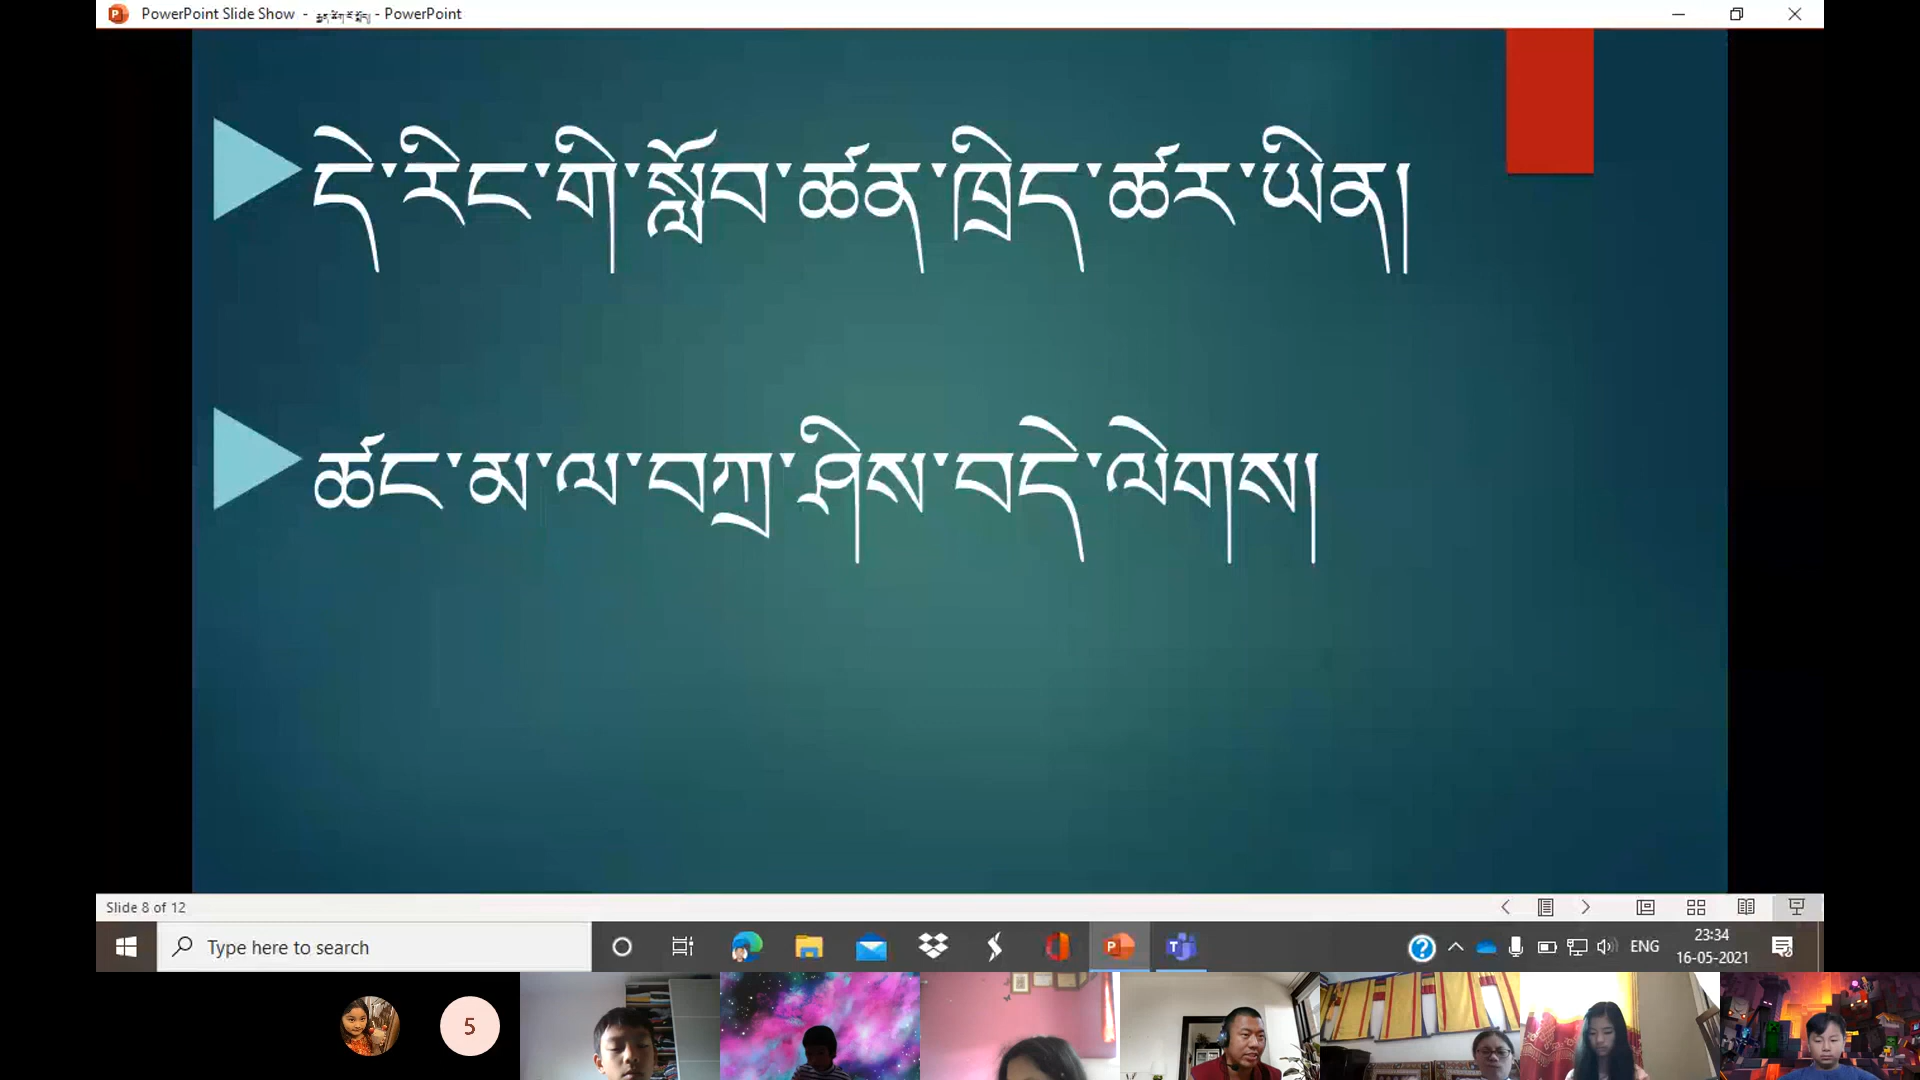 PowerPoint Slide Show - - PowerPoint
དེ་རིང་གི་སློབ་ཚན་ཁྲིད་ཚར་ཡིན།
ཚང་མ་ལ་བཀྲ་ཤིས་བདེ་ལེགས།
Slide 8 of 12
Type here to search
ENG
23:34
16-05-2021
5